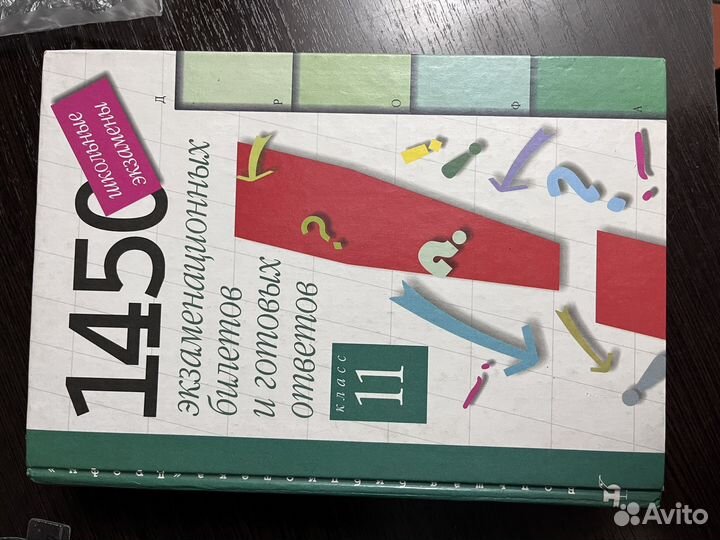 школьные
экзамены
1450
экзаменационных
билетов
и готовых
ответов
класс
11
Д Р О Ф А
Avito